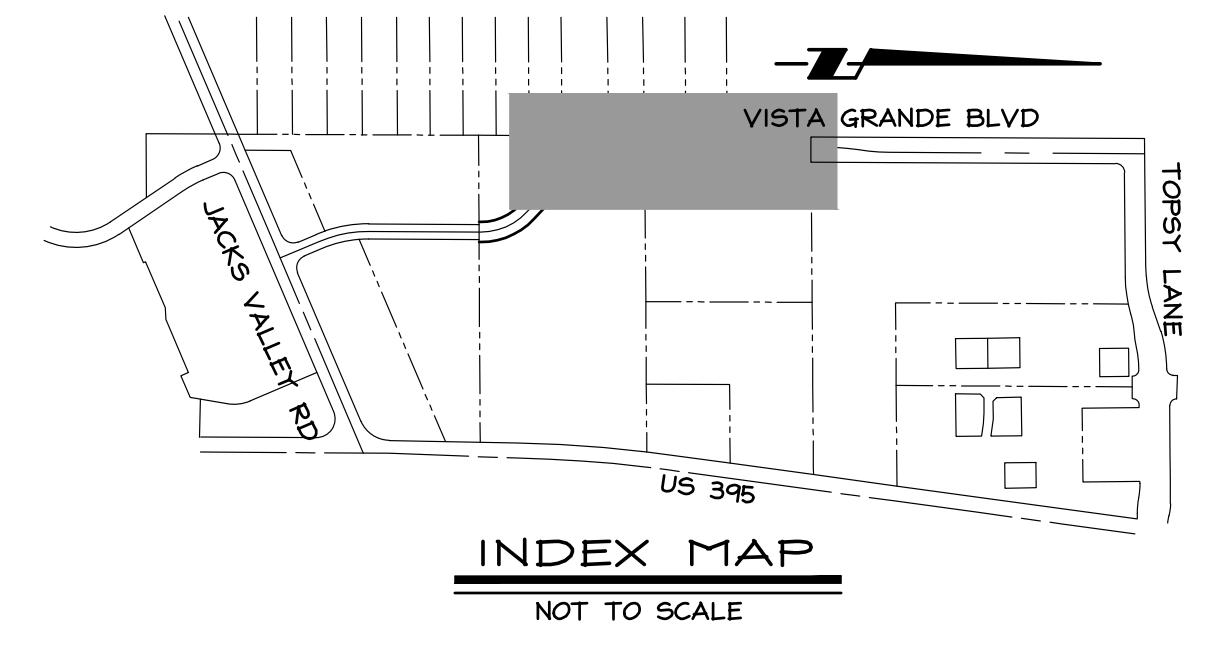 VISTA GRANDE BLVD
TOPSY LANE
JACKS VALLEY RD
US 395
INDEX MAP
NOT TO SCALE